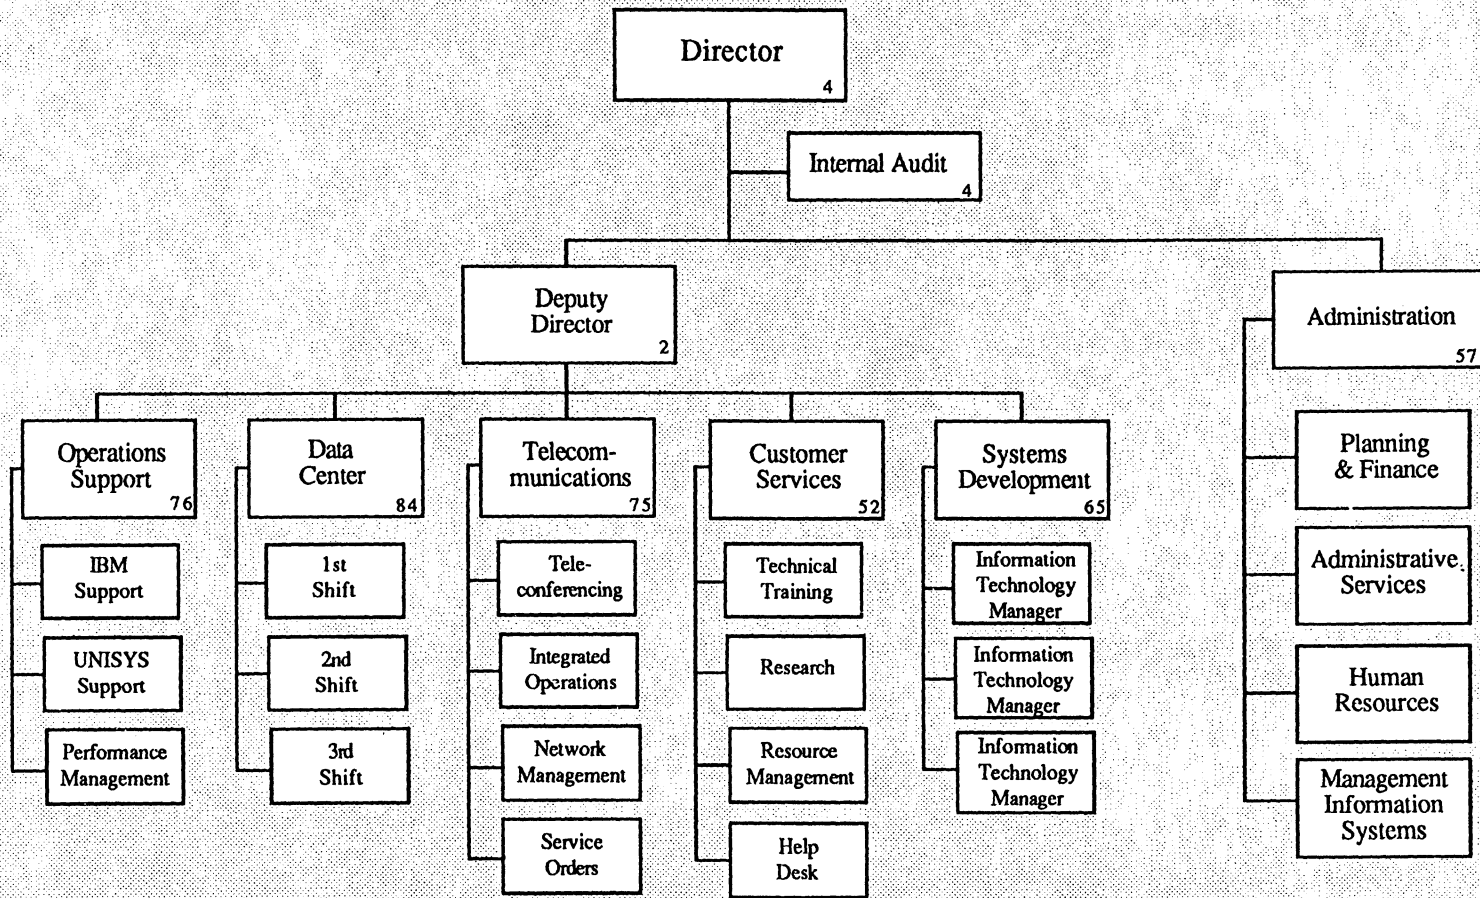 Director
4
Internal Audit
4
Deputy
Director
2
Administration
57
Operations
Support
76
IBM
Support
UNISYS
Support
Performance
Management
Data
Center
84
1st
Shift
2nd
Shift
3rd
Shift
Telecom-
munications
75
Tele-
conferencing
Integrated
Operations
Network
Management
Service
Orders
Customer
Services
52
Technical
Training
Research
Resource
Management
Help
Desk
Systems
Development
65
Information
Technology
Manager
Information
Technology
Manager
Information
Technology
Manager
Planning
& Finance
Administrative
Services
Human
Resources
Management
Information
Systems